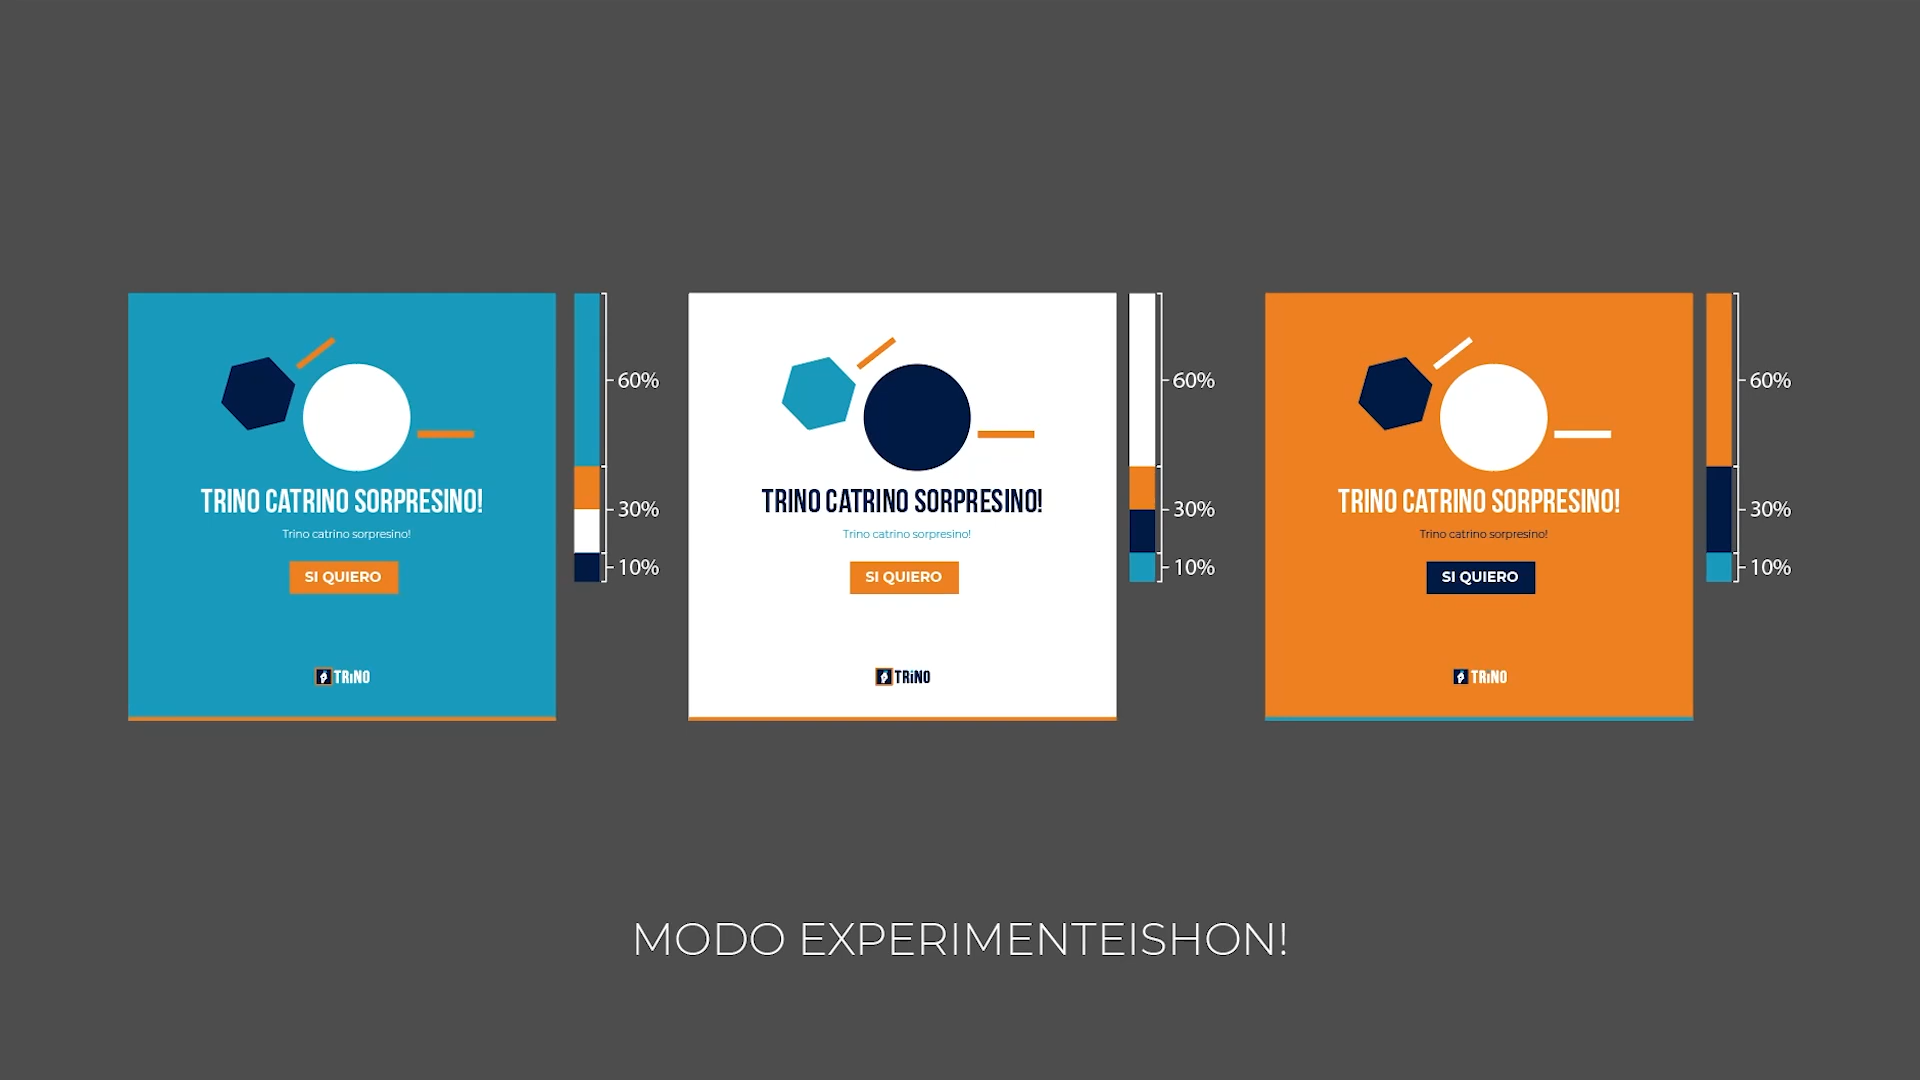 TRINO CATRINO SORPRESINO!
Trino catrino sorpresino!
SI QUIERO
TRiNO
60%
30%
10%
TRINO CATRINO SORPRESINO!
Trino catrino sorpresino!
SI QUIERO
TRiNO
60%
30%
10%
TRINO CATRINO SORPRESINO!
Trino catrino sorpresino!
SI QUIERO
TRiNO
60%
30%
10%
MODO EXPERIMENTEISHON!